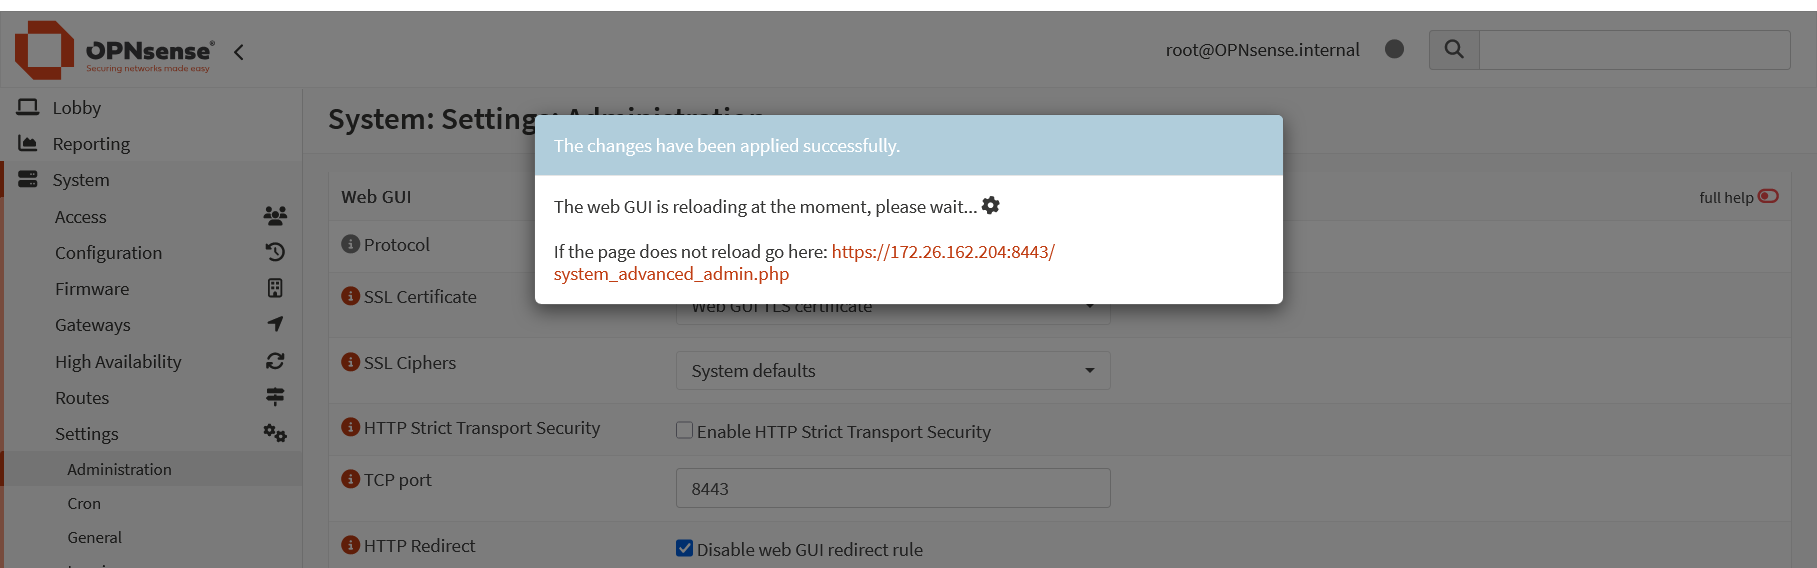 OPNsense®
Securing networks made easy
root@OPNsense.internal
Lobby
Reporting
System
Access
Configuration
Firmware
Gateways
High Availability
Routes
Settings
Administration
Cron
General
System: Settings: Administration
The changes have been applied successfully.
The web GUI is reloading at the moment, please wait...
If the page does not reload go here: https://172.26.162.204:8443/
system_advanced_admin.php
Web GUI
full help
Protocol
SSL Certificate
Web GUI TLS certificate
SSL Ciphers
System defaults
HTTP Strict Transport Security
Enable HTTP Strict Transport Security
TCP port
8443
HTTP Redirect
Disable web GUI redirect rule